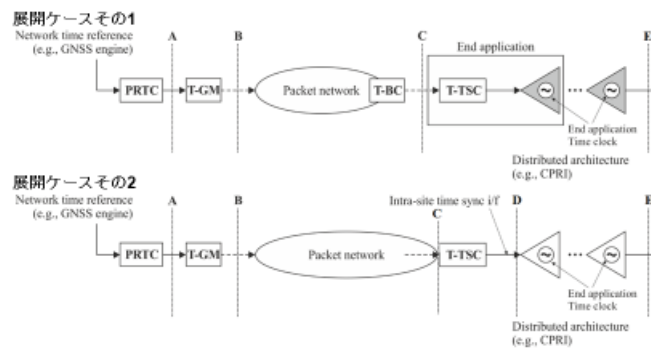 展開ケースその1
Network time reference
(e.g., GNSS engine)
A
B
C
E
End application
PRTC
T-GM
Packet network
T-BC
T-TSC
End application
Time clock
Distributed architecture
(e.g., CPRI)
展開ケースその2
Network time reference
(e.g., GNSS engine)
A
B
Intra-site time sync i/f
C
D
E
PRTC
T-GM
Packet network
T-TSC
End application
Time clock
Distributed architecture
(e.g., CPRI)